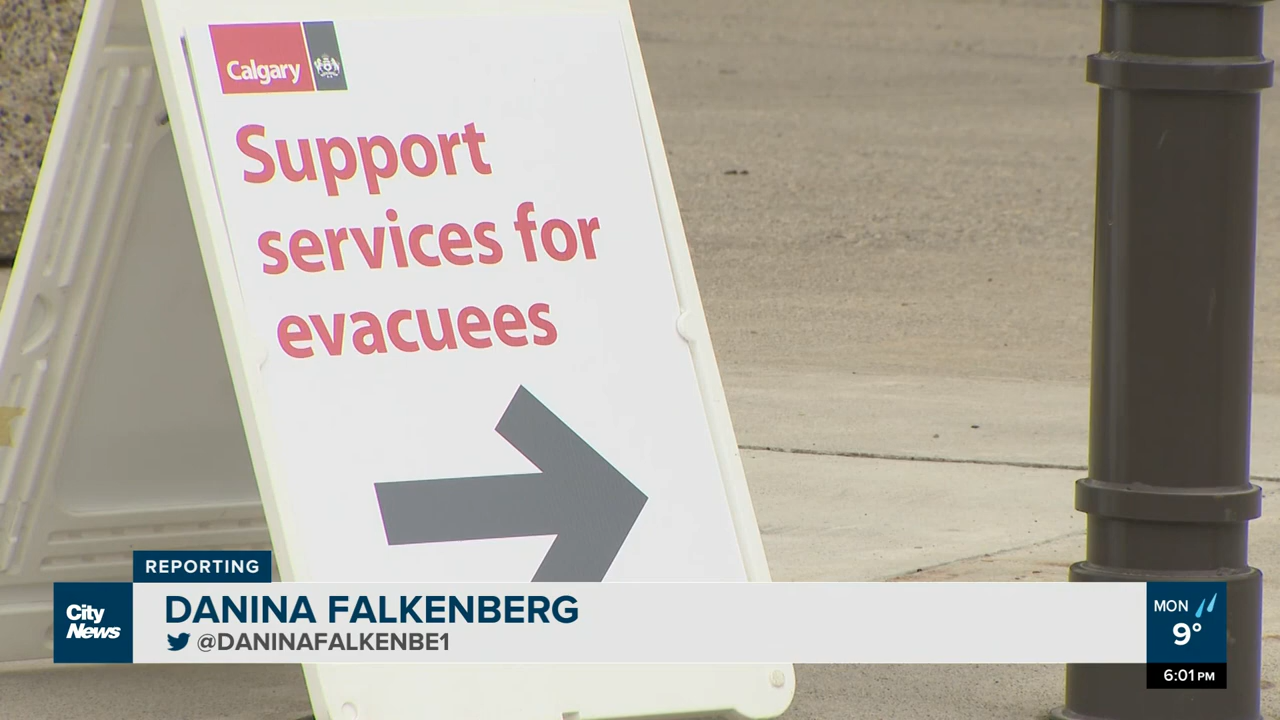 Calgary
Support
services for
evacuees
REPORTING
City
News
DANINA FALKENBERG
@DANINAFALKENBE1
MON
9°
6:01 PM